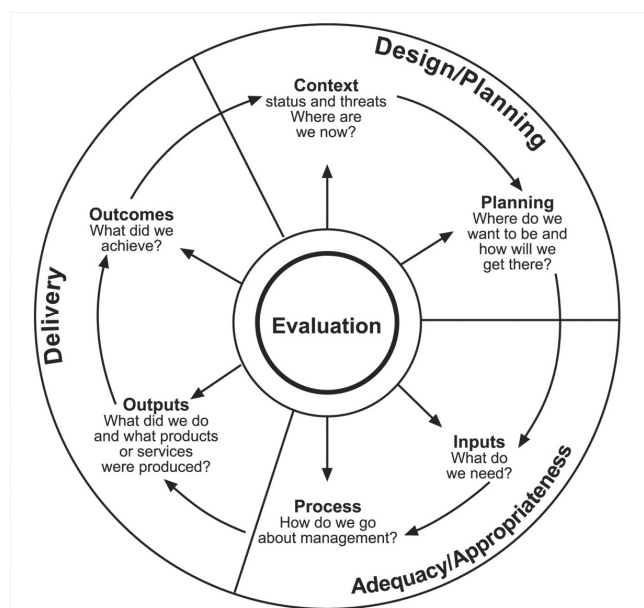 Design/Planning
Context
status and threats
Where are
we now?
Planning
Where do we
want to be and
how will we
get there?
Outcomes
What did we
achieve?
Evaluation
Delivery
Outputs
What did we do
and what products
or services
were produced?
Inputs
What do
we need?
Process
How do we go
about management?
Adequacy/Appropriateness